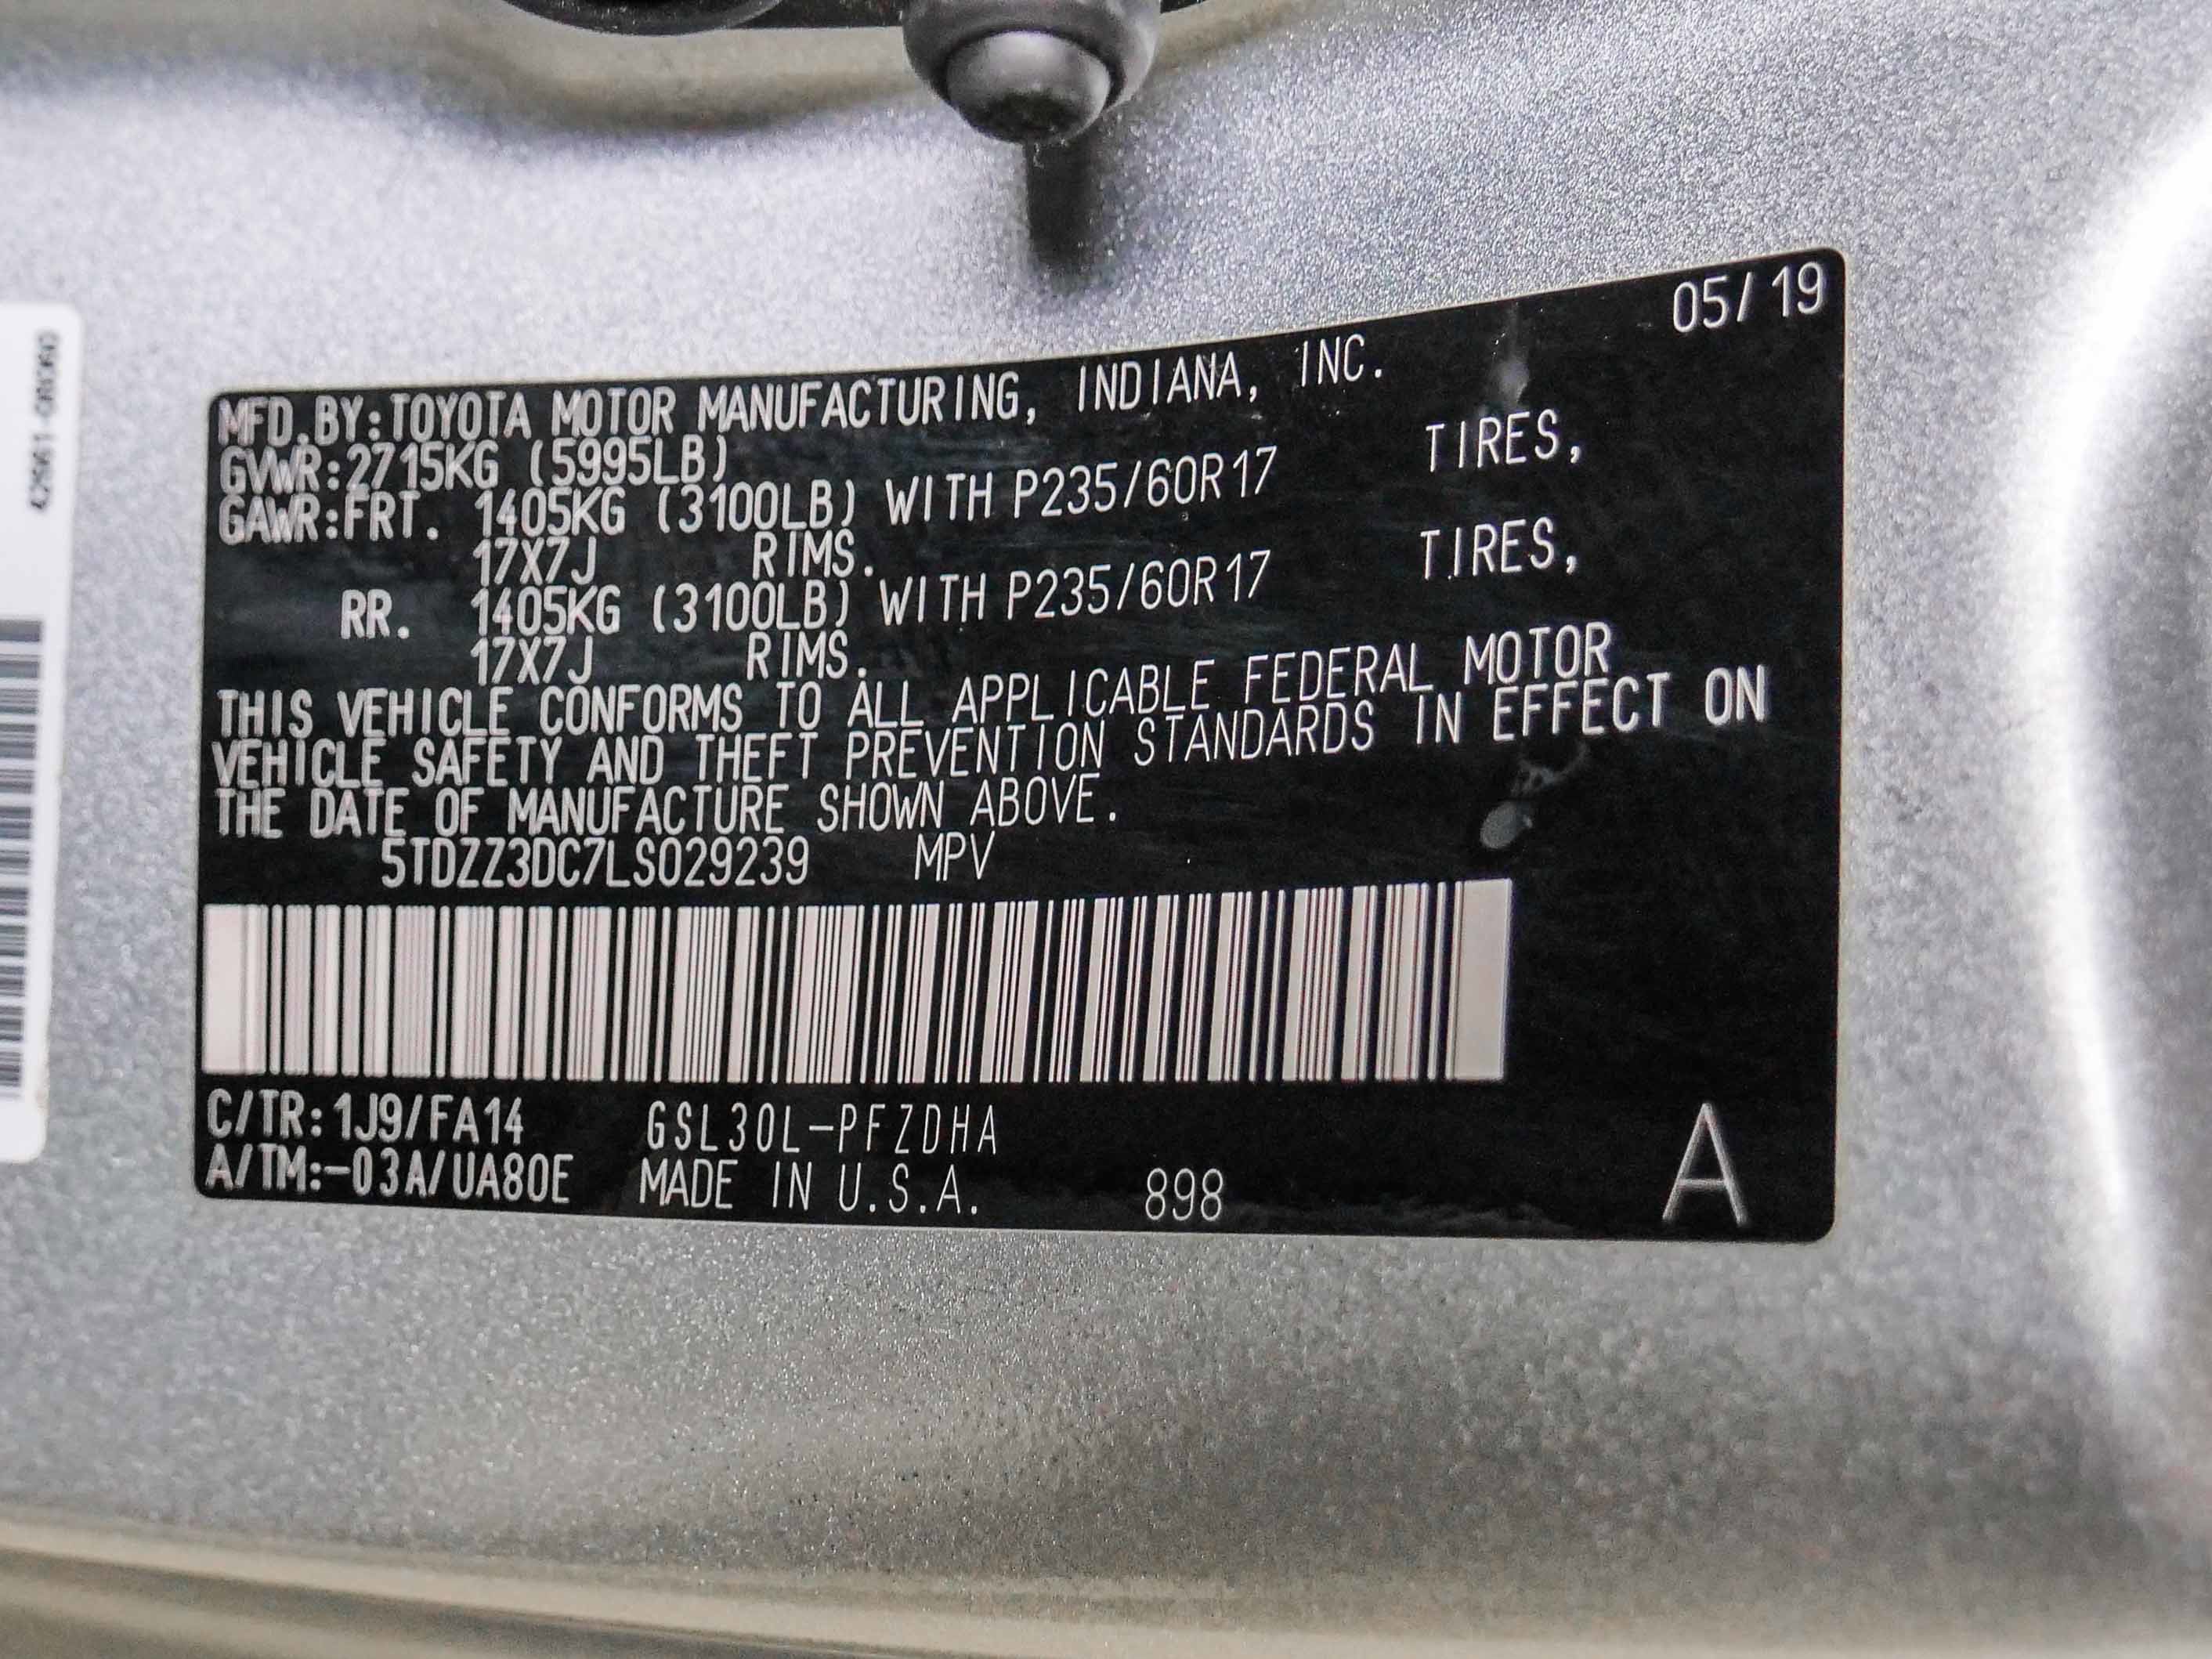 05/19
MFD.BY:TOYOTA MOTOR MANUFACTURING, INDIANA, INC.
GVWR:2715KG (5995LB)
GAWR:FRT. 1405KG (3100LB) WITH P235/60R17 TIRES,
17X7J RIMS.
RR. 1405KG (3100LB) WITH P235/60R17 TIRES,
17X7J RIMS.
THIS VEHICLE CONFORMS TO ALL APPLICABLE FEDERAL MOTOR
VEHICLE SAFETY AND THEFT PREVENTION STANDARDS IN EFFECT ON
THE DATE OF MANUFACTURE SHOWN ABOVE.
5TDZZ3DC7LS029239 MPV
C/TR:1J9/FA14 GSL30L-PFZDHA
A/TM:-03A/UA80E MADE IN U.S.A. 898
A